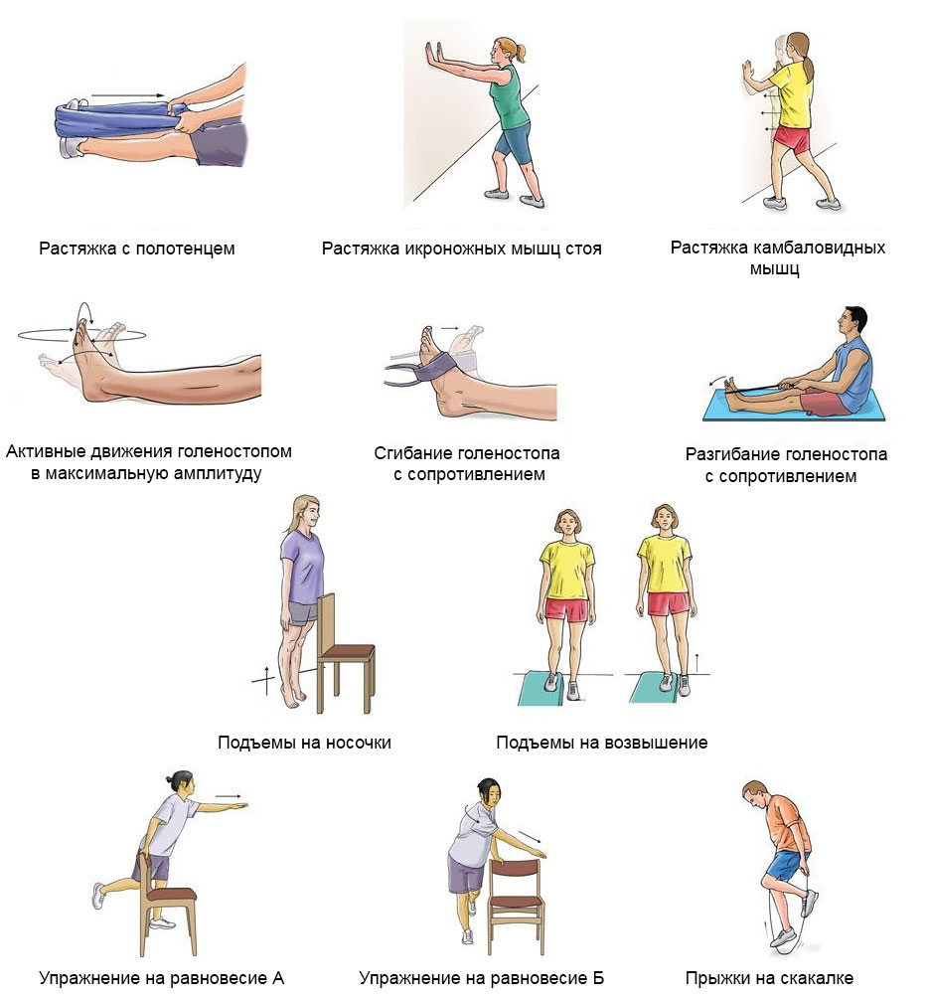 Растяжка с полотенцем
Растяжка икроножных мышц стоя
Растяжка камбаловидных
мышц
Активные движения голеностопом
в максимальную амплитуду
Сгибание голеностопа
с сопротивлением
Разгибание голеностопа
с сопротивлением
Подъемы на носочки
Подъемы на возвышение
Упражнение на равновесие А
Упражнение на равновесие Б
Прыжки на скакалке